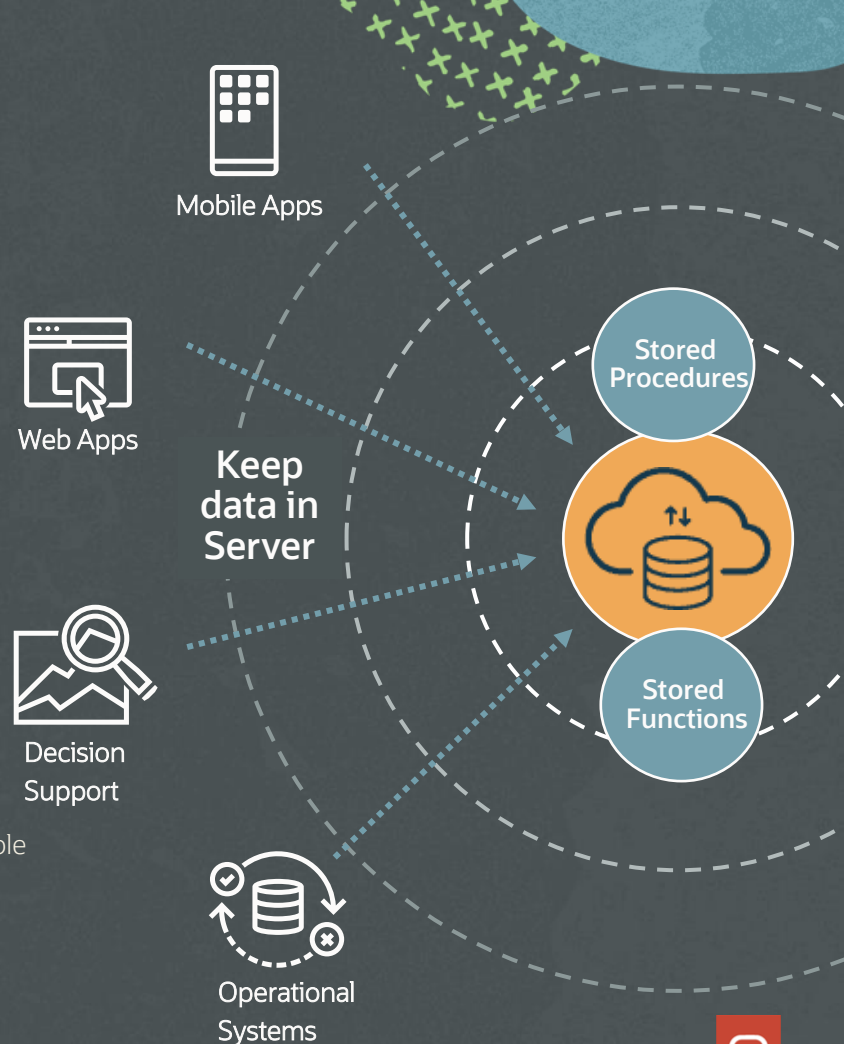 Mobile Apps
Stored
Procedures
Web Apps
Keep
data in
Server
Stored
Functions
Decision
Support
Operational
Systems